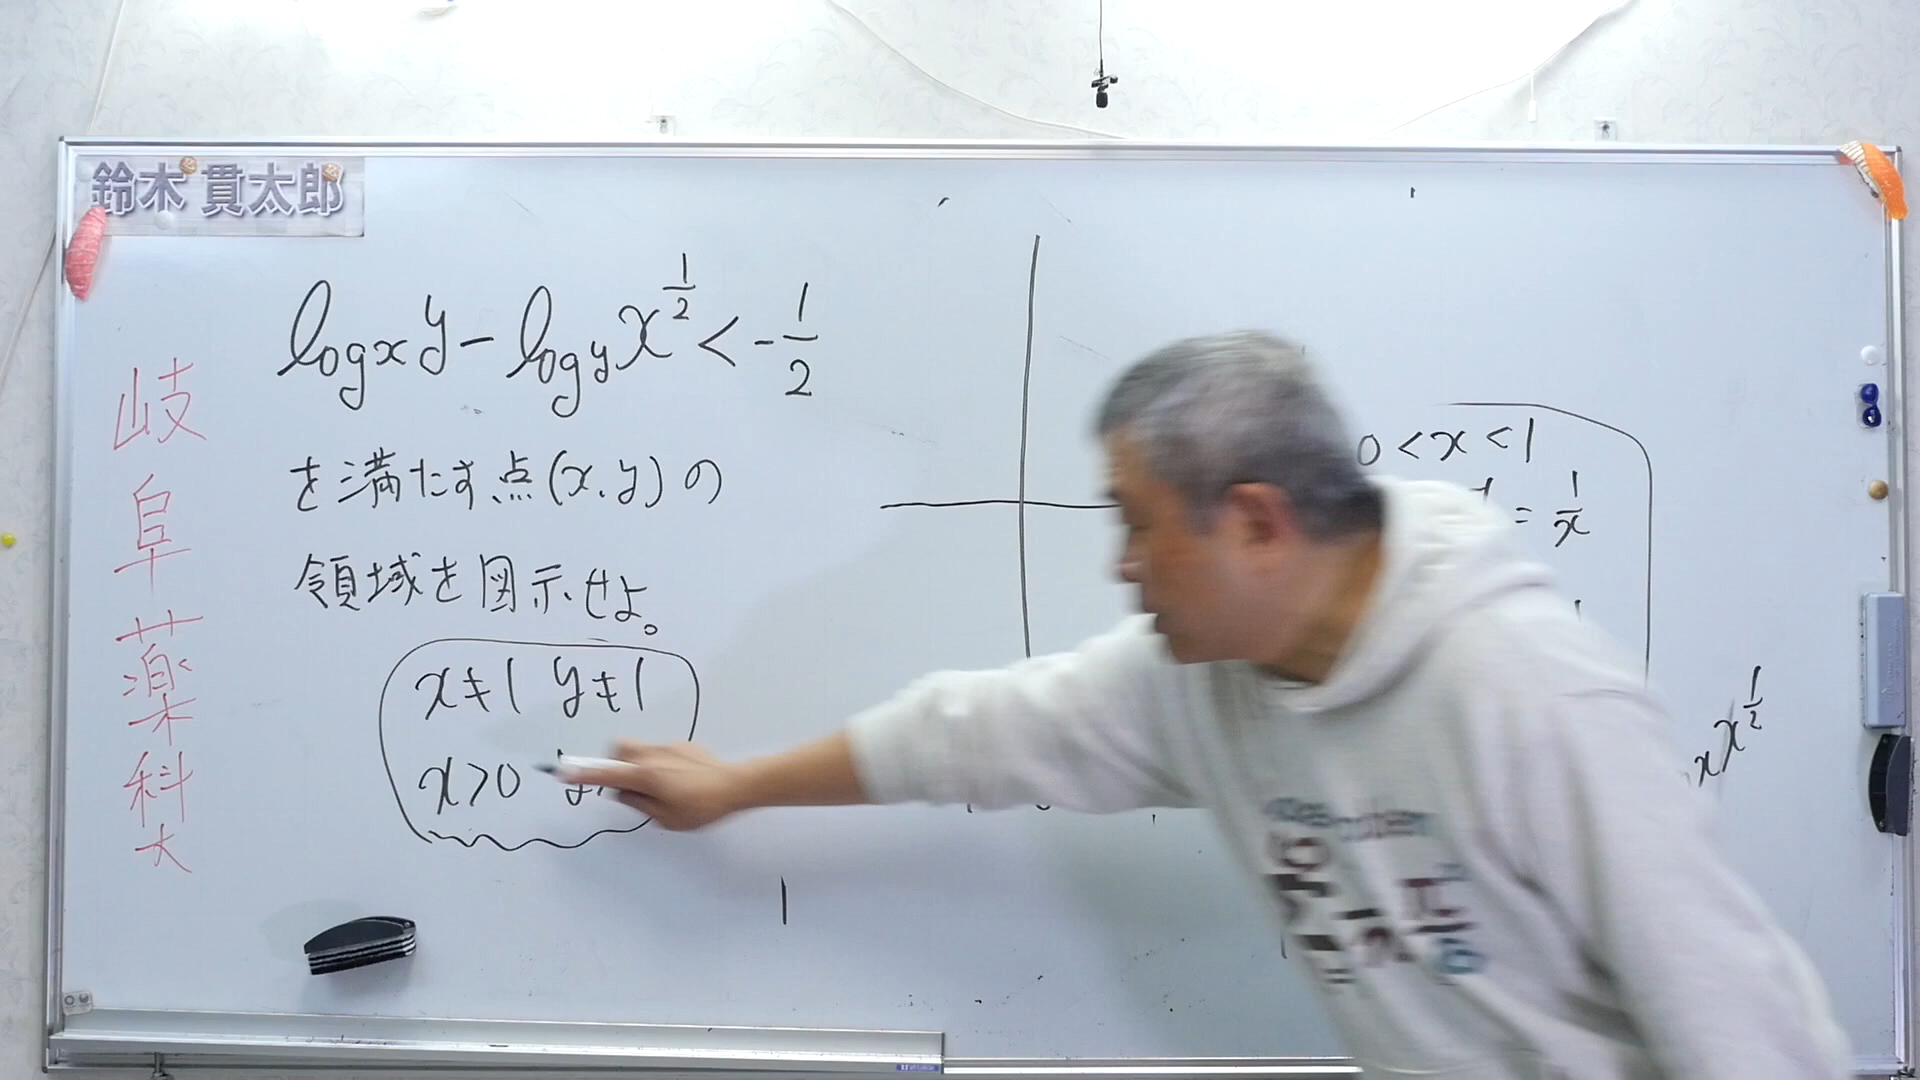 鈴木貫太郎
岐阜薬科大
log_x y - log_y x^{1/2} < -1/2
を満たす点(x, y)の
領域を図示せよ。
x≠1 y≠1
x>0
0<x<1
= 1/x
x^{1/2}